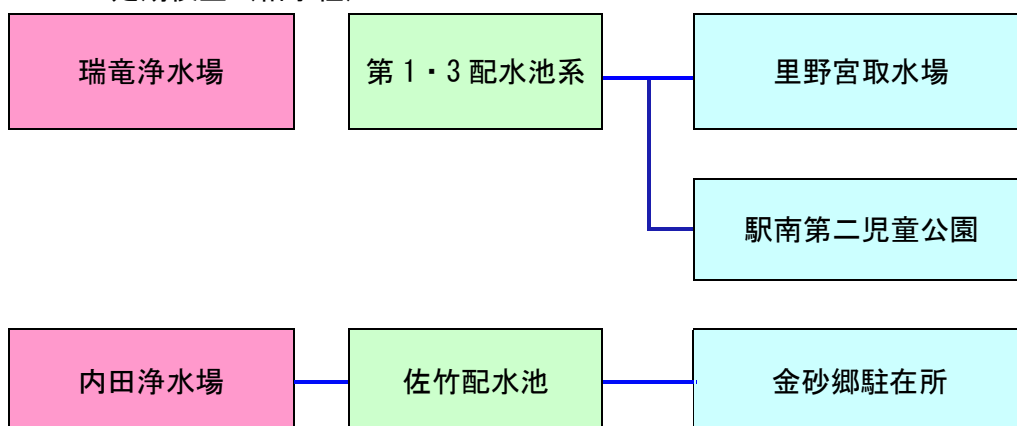 瑞竜浄水場
第1・3配水池系
里野宮取水場
駅南第二児童公園
内田浄水場
佐竹配水池
金砂郷駐在所